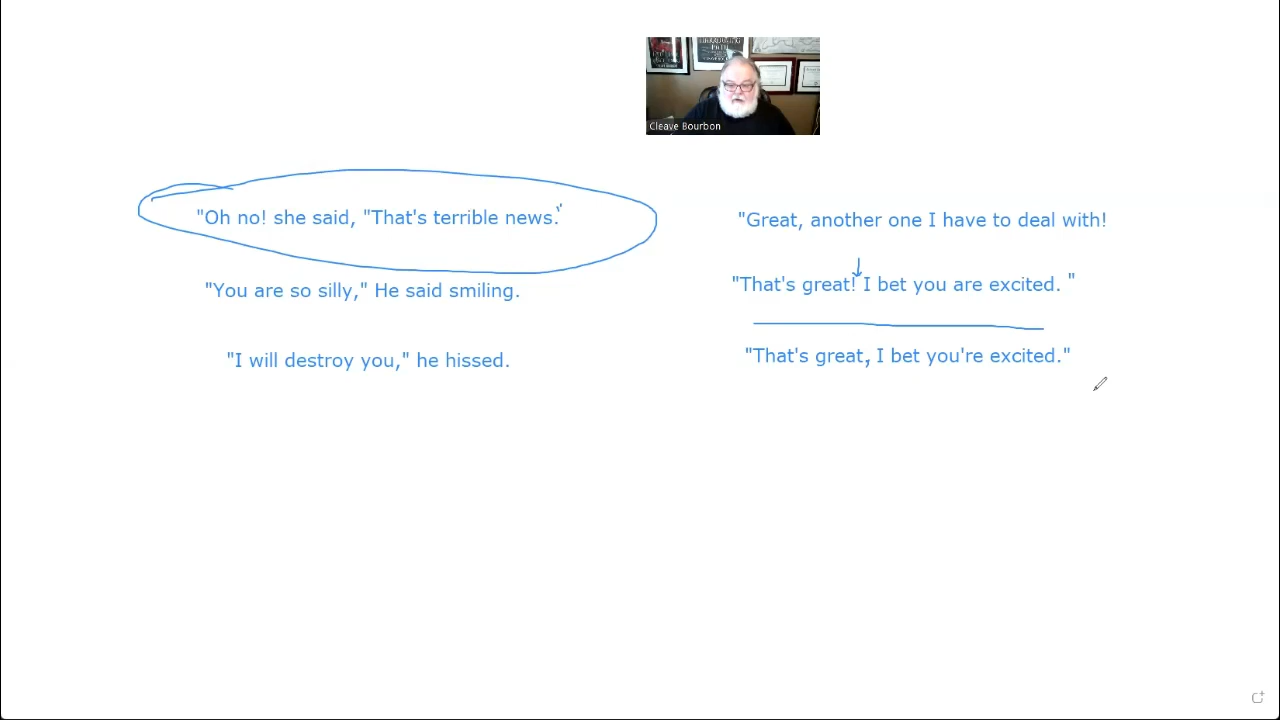 Cleave Bourbon
"Oh no! she said, "That's terrible news."
"You are so silly," He said smiling.
"I will destroy you," he hissed.
"Great, another one I have to deal with!
"That's great! I bet you are excited. "
"That's great, I bet you're excited."